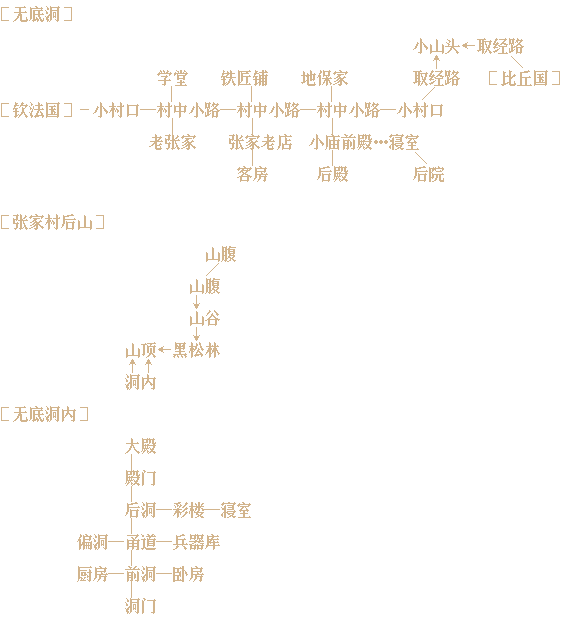 [无底洞]
小山头 取经路
学堂 铁匠铺 地保家 取经路 [比丘国]
[钦法国] 小村口 村中小路 村中小路 村中小路 小村口
老张家 张家老店 小庙前殿 寝室
客房 后殿 后院
[张家村后山]
山腹
山腹
山谷
山顶 黑松林
洞内
[无底洞内]
大殿
殿门
后洞 彩楼 寝室
偏洞 甬道 兵器库
厨房 前洞 卧房
洞门